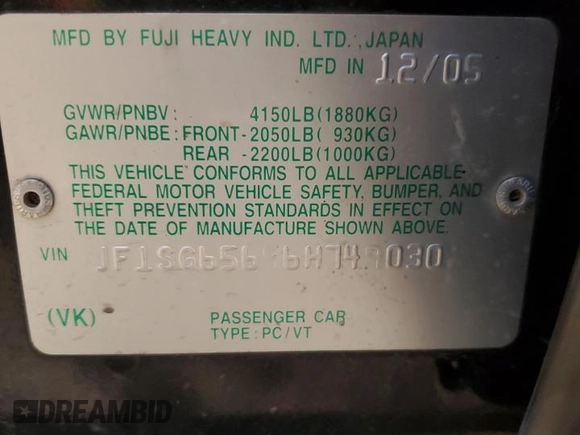 MFD BY FUJI HEAVY IND. LTD., JAPAN
MFD IN 12/05
GVWR/PNBV: 4150LB(1880KG)
GAWR/PNBE: FRONT-2050LB( 930KG)
REAR -2200LB(1000KG)
THIS VEHICLE CONFORMS TO ALL APPLICABLE
FEDERAL MOTOR VEHICLE SAFETY, BUMPER, AND
THEFT PREVENTION STANDARDS IN EFFECT ON
THE DATE OF MANUFACTURE SHOWN ABOVE.
VIN
(VK)
PASSENGER CAR
TYPE:PC/VT
DREAMBID